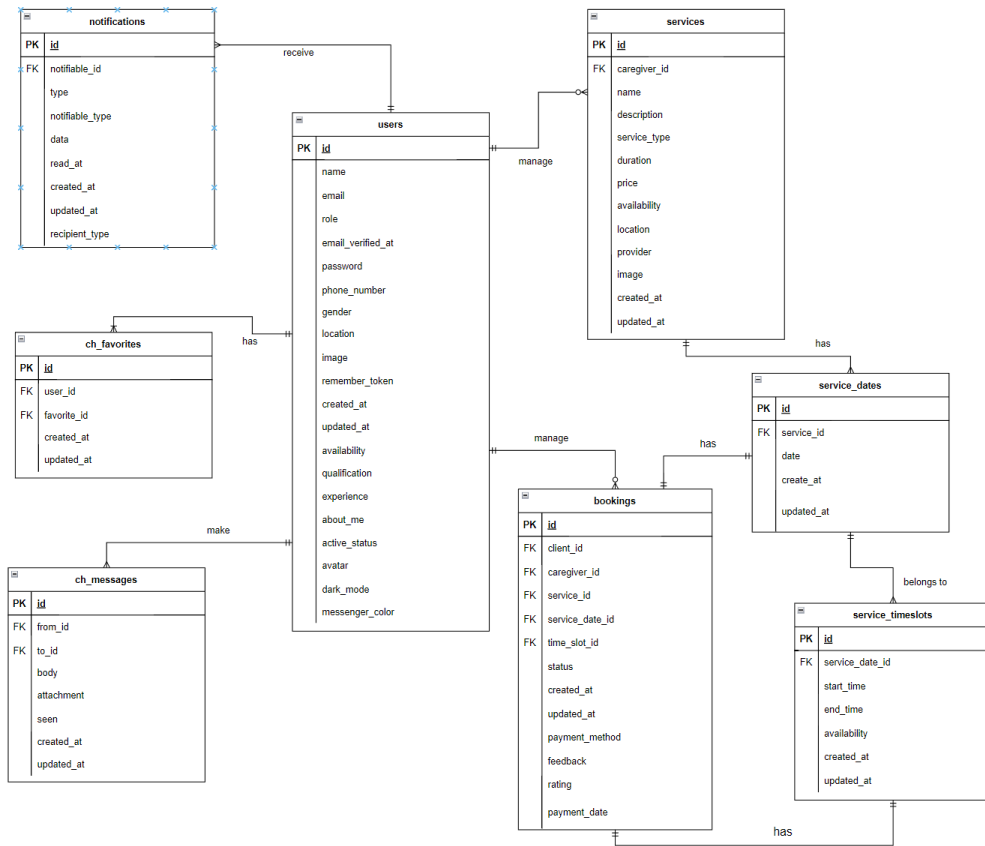 notifications
PK id
FK notifiable_id
type
notifiable_type
data
read_at
created_at
updated_at
recipient_type
receive
services
PK id
FK caregiver_id
name
description
service_type
duration
price
availability
location
provider
image
created_at
updated_at
manage
users
PK id
name
email
role
email_verified_at
password
phone_number
gender
location
image
remember_token
created_at
updated_at
availability
qualification
experience
about_me
active_status
avatar
dark_mode
messenger_color
has
ch_favorites
PK id
FK user_id
FK favorite_id
created_at
updated_at
make
ch_messages
PK id
FK from_id
FK to_id
body
attachment
seen
created_at
updated_at
has
service_dates
PK id
FK service_id
date
create_at
updated_at
manage
has
bookings
PK id
FK client_id
FK caregiver_id
FK service_id
FK service_date_id
FK time_slot_id
status
created_at
updated_at
payment_method
feedback
rating
payment_date
belongs to
service_timeslots
PK id
FK service_date_id
start_time
end_time
availability
created_at
updated_at
has